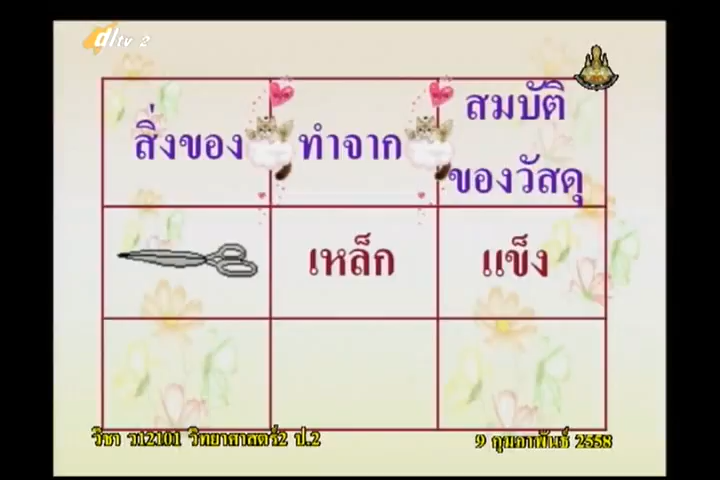 dltv 2
สิ่งของ
ทำจาก
สมบัติ
ของวัสดุ
เหล็ก
แข็ง
วิชา ว12101 วิทยาศาสตร์2 ป.2
9 กุมภาพันธ์ 2558